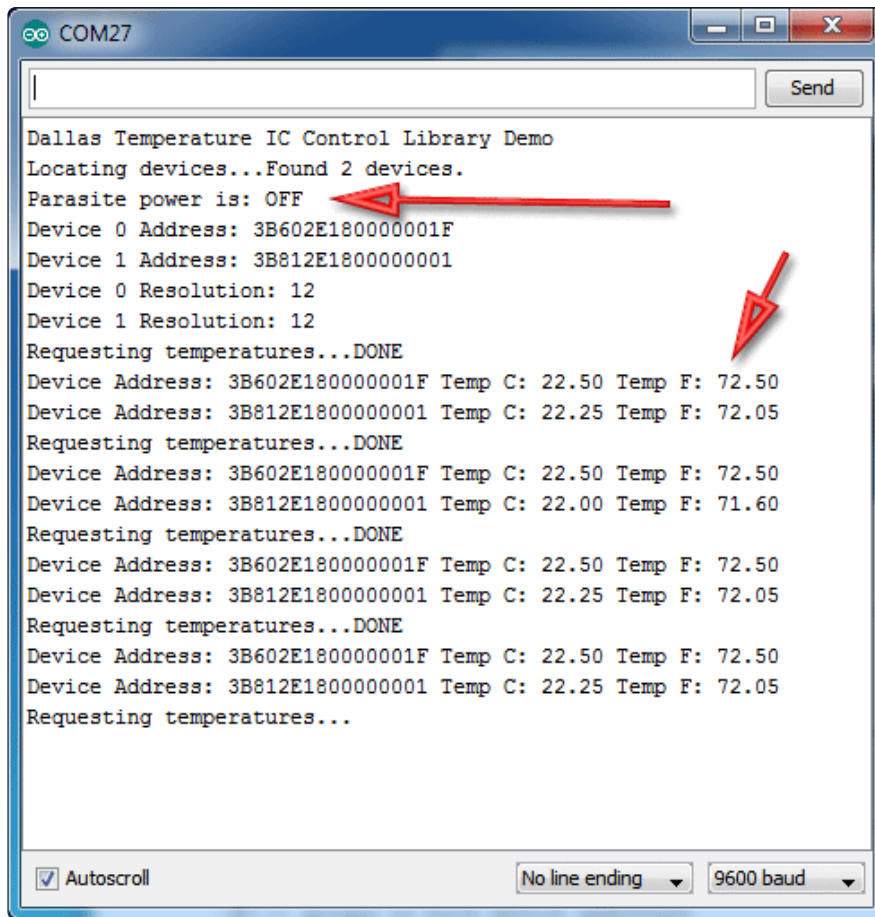 COM27
Send
Dallas Temperature IC Control Library Demo
Locating devices...Found 2 devices.
Parasite power is: OFF
Device 0 Address: 3B602E180000001F
Device 1 Address: 3B812E1800000001
Device 0 Resolution: 12
Device 1 Resolution: 12
Requesting temperatures...DONE
Device Address: 3B602E180000001F Temp C: 22.50 Temp F: 72.50
Device Address: 3B812E1800000001 Temp C: 22.25 Temp F: 72.05
Requesting temperatures...DONE
Device Address: 3B602E180000001F Temp C: 22.50 Temp F: 72.50
Device Address: 3B812E1800000001 Temp C: 22.00 Temp F: 71.60
Requesting temperatures...DONE
Device Address: 3B602E180000001F Temp C: 22.50 Temp F: 72.50
Device Address: 3B812E1800000001 Temp C: 22.25 Temp F: 72.05
Requesting temperatures...DONE
Device Address: 3B602E180000001F Temp C: 22.50 Temp F: 72.50
Device Address: 3B812E1800000001 Temp C: 22.25 Temp F: 72.05
Requesting temperatures...
Autoscroll
No line ending
9600 baud